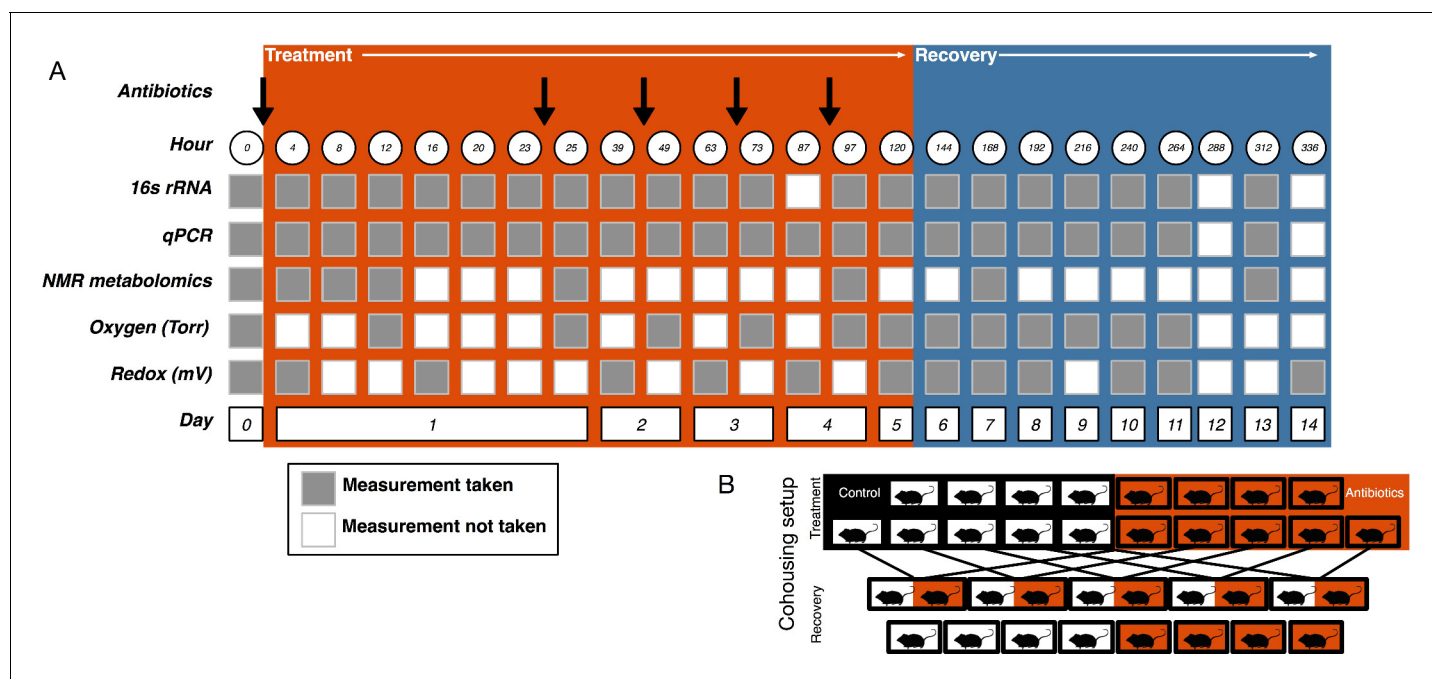 A
Treatment
Recovery
Antibiotics
Hour 0 4 8 12 16 20 23 25 39 49 63 73 87 97 120 144 168 192 216 240 264 288 312 336
16s rRNA
qPCR
NMR metabolomics
Oxygen (Torr)
Redox (mV)
Day 0 1 2 3 4 5 6 7 8 9 10 11 12 13 14
Measurement taken
Measurement not taken
B
Cohousing setup
Treatment
Control
Antibiotics
Recovery